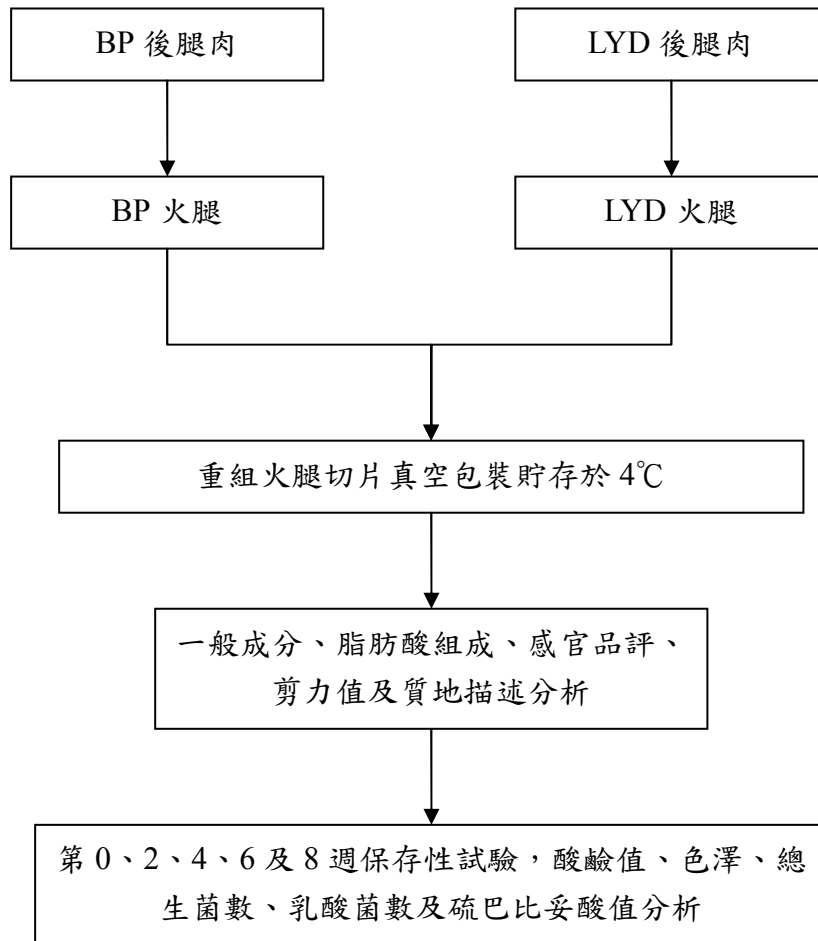 BP 後腿肉
LYD 後腿肉
BP 火腿
LYD 火腿
重組火腿切片真空包裝貯存於 4℃
一般成分、脂肪酸組成、感官品評、
剪力值及質地描述分析
第 0、2、4、6 及 8 週保存性試驗，酸鹼值、色澤、總
生菌數、乳酸菌數及硫巴比妥酸值分析